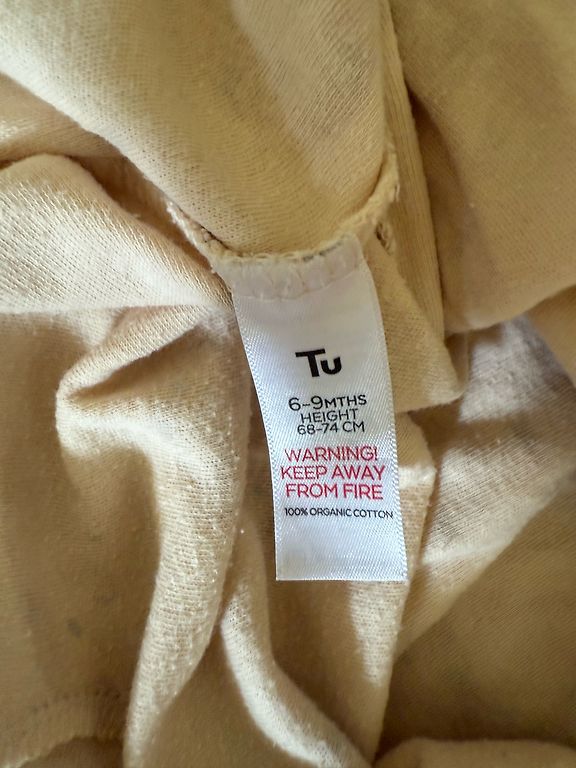 Tu
6-9MTHS
HEIGHT
68-74 CM
WARNING!
KEEP AWAY
FROM FIRE
100% ORGANIC COTTON